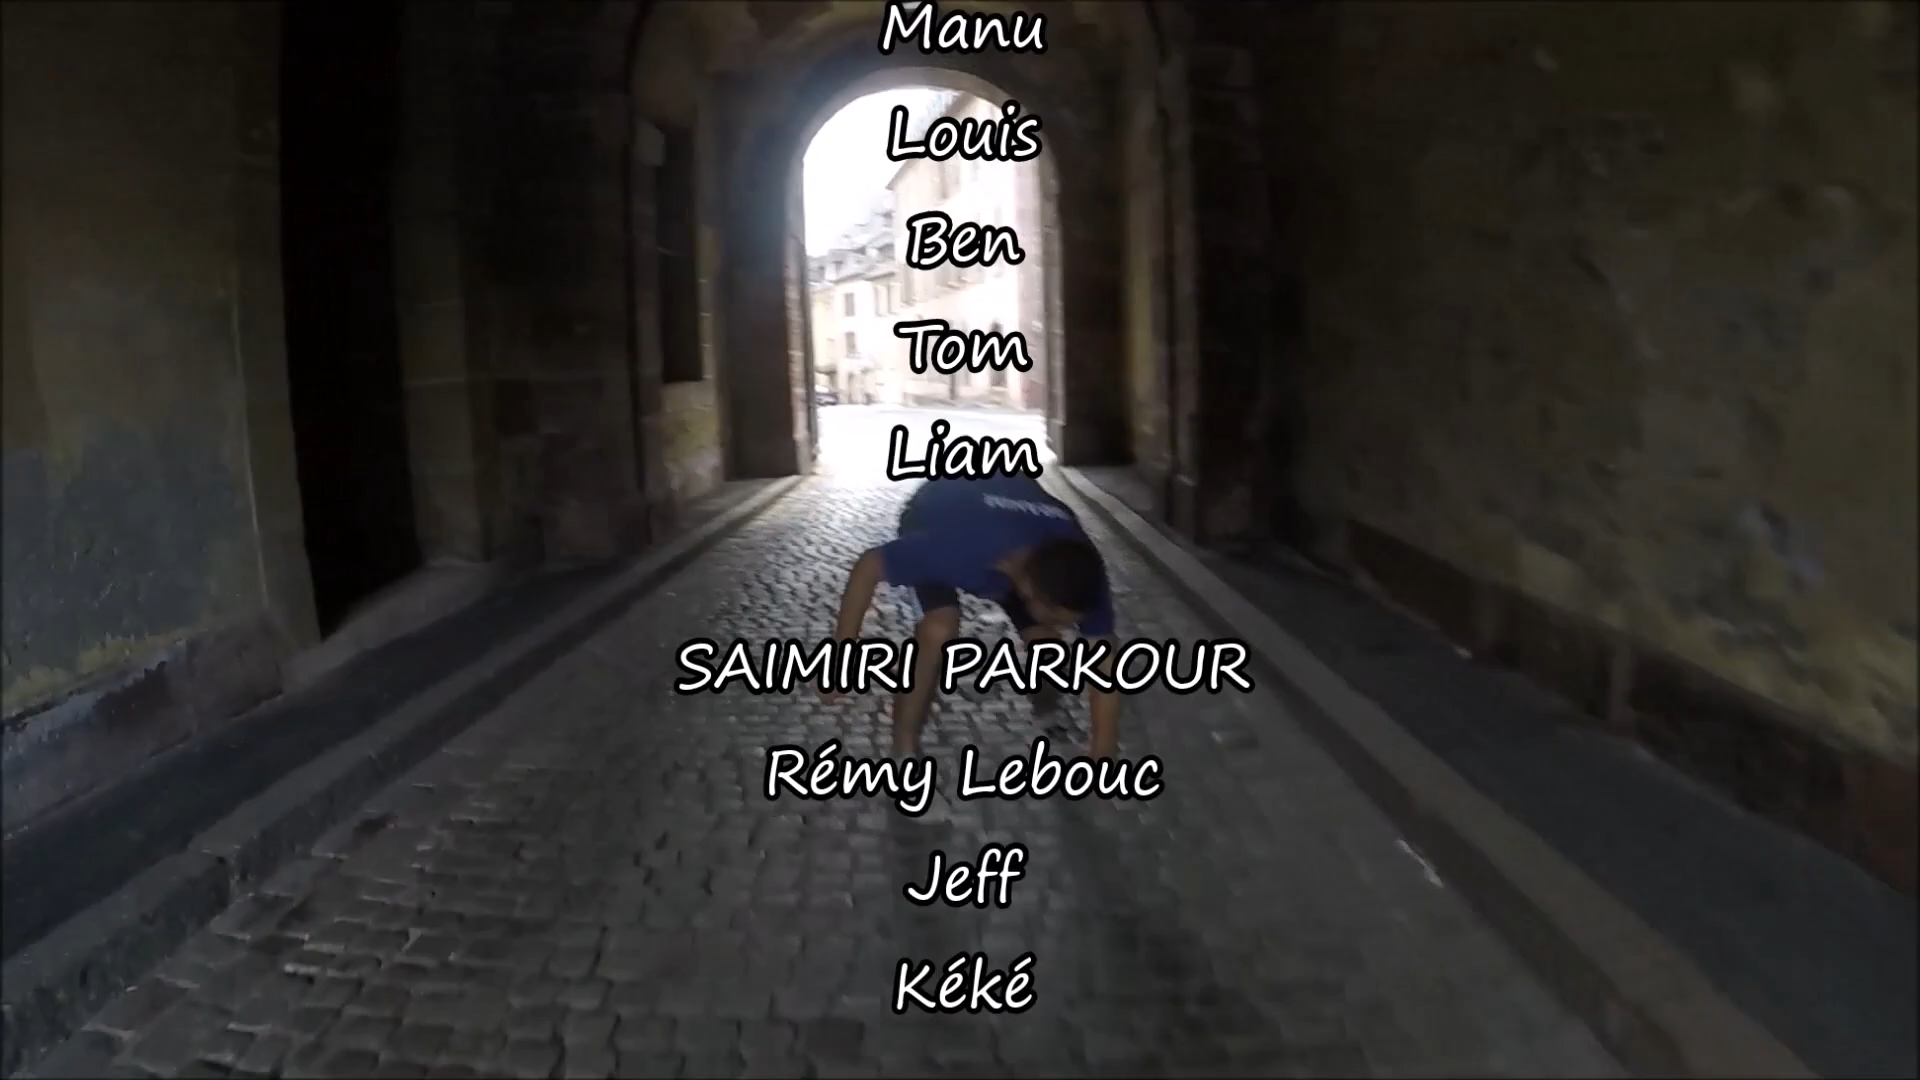 Manu
Louis
Ben
Tom
Liam
SAIMIRI PARKOUR
Rémy Lebouc
Jeff
Kéké